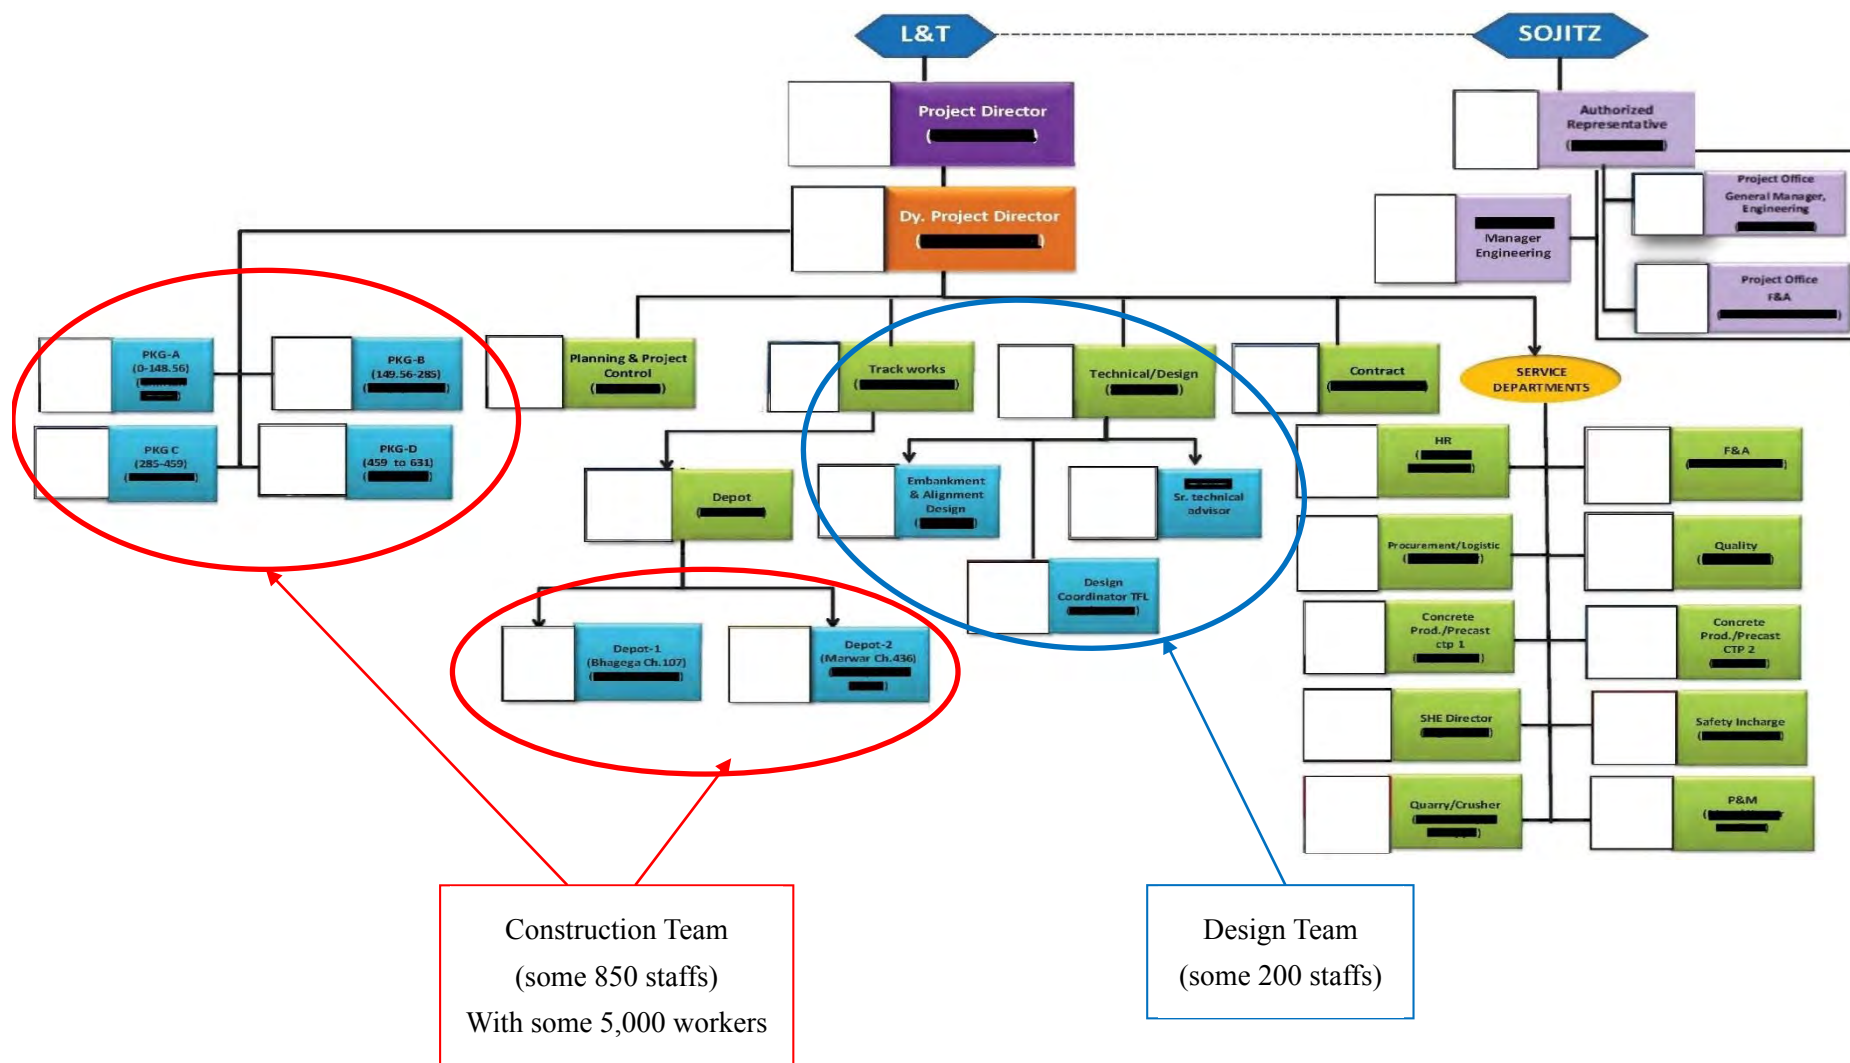 L&T
SOJITZ
Project Director
Authorized
Representative
Dy. Project Director
Project Office
General Manager,
Engineering
Manager
Engineering
Project Office
F&A
PKG-A
(0-148.56)
PKG-B
(149.56-285)
PKG C
(285-459)
PKG-D
(459 to 631)
Planning & Project
Control
Track works
Technical/Design
Contract
SERVICE
DEPARTMENTS
Depot
Embankment
& Alignment
Design
Sr. technical
advisor
Design
Coordinator TFL
Depot-1
(Bhagega Ch.107)
Depot-2
(Marwar Ch.436)
HR
F&A
Procurement/Logistic
Quality
Concrete
Prod./Precast
ctp 1
Concrete
Prod./Precast
CTP 2
SHE Director
Safety Incharge
Quarry/Crusher
P&M
Construction Team
(some 850 staffs)
With some 5,000 workers
Design Team
(some 200 staffs)